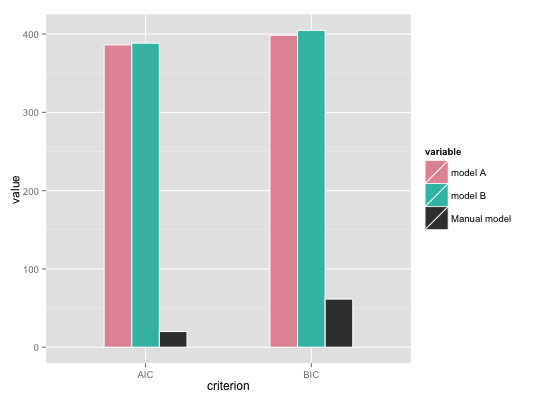 400
300
200
100
0
value
AIC
BIC
criterion
variable
model A
model B
Manual model